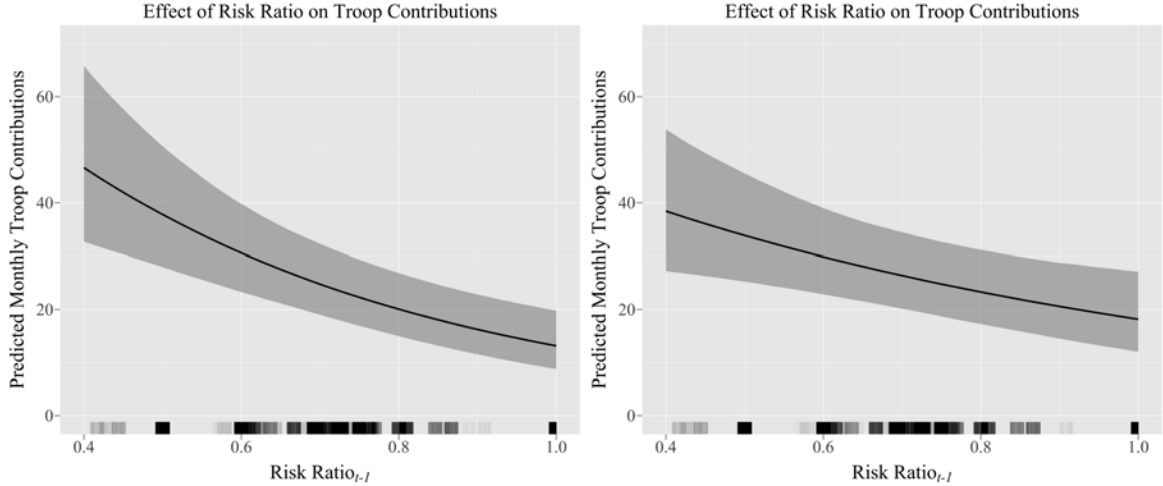 Effect of Risk Ratio on Troop Contributions
Predicted Monthly Troop Contributions
60
40
20
0
0.4 0.6 0.8 1.0
Risk Ratio t-1
Effect of Risk Ratio on Troop Contributions
Predicted Monthly Troop Contributions
60
40
20
0
0.4 0.6 0.8 1.0
Risk Ratio t-1